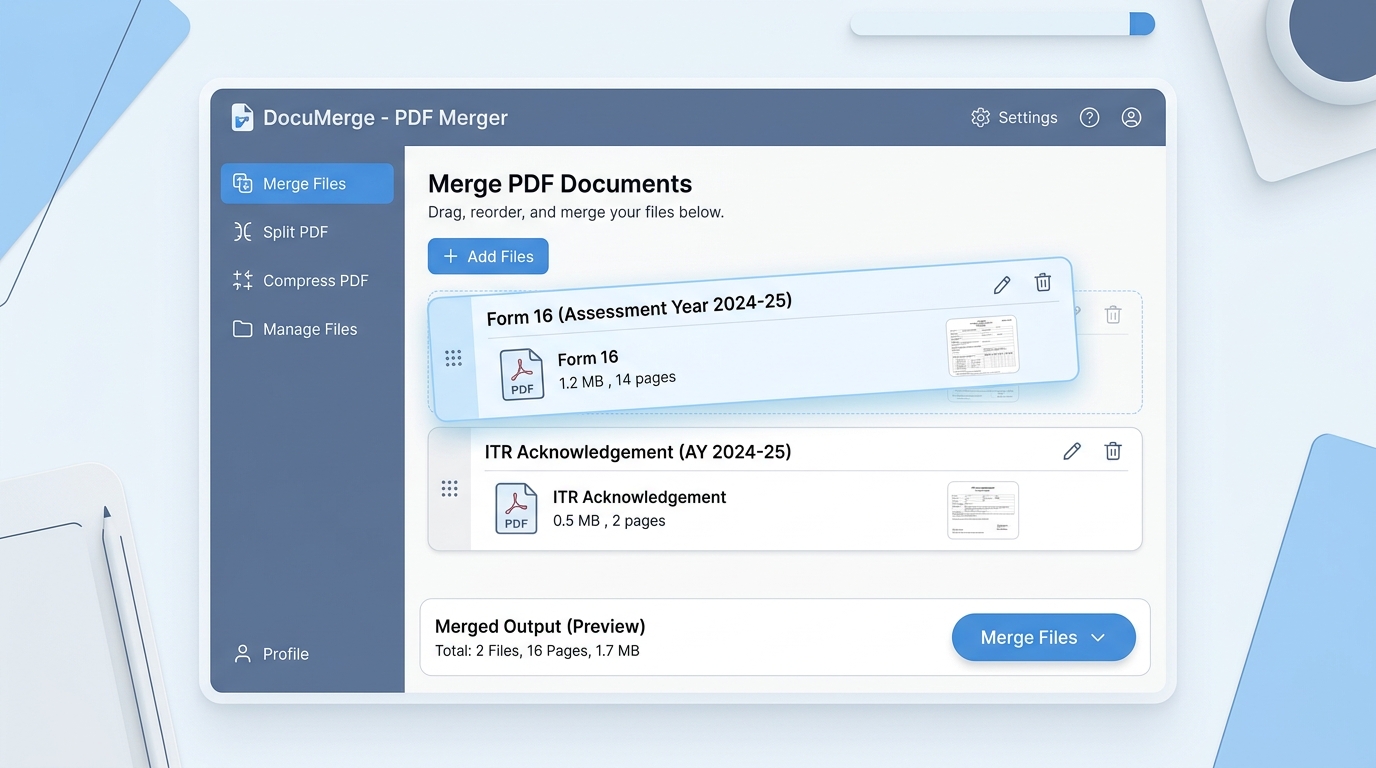 DocuMerge - PDF Merger
Settings
Merge Files
Split PDF
Compress PDF
Manage Files
Profile
Merge PDF Documents
Drag, reorder, and merge your files below.
+ Add Files
Form 16 (Assessment Year 2024-25)
PDF
Form 16
1.2 MB , 14 pages
ITR Acknowledgement (AY 2024-25)
PDF
ITR Acknowledgement
0.5 MB , 2 pages
Merged Output (Preview)
Total: 2 Files, 16 Pages, 1.7 MB
Merge Files